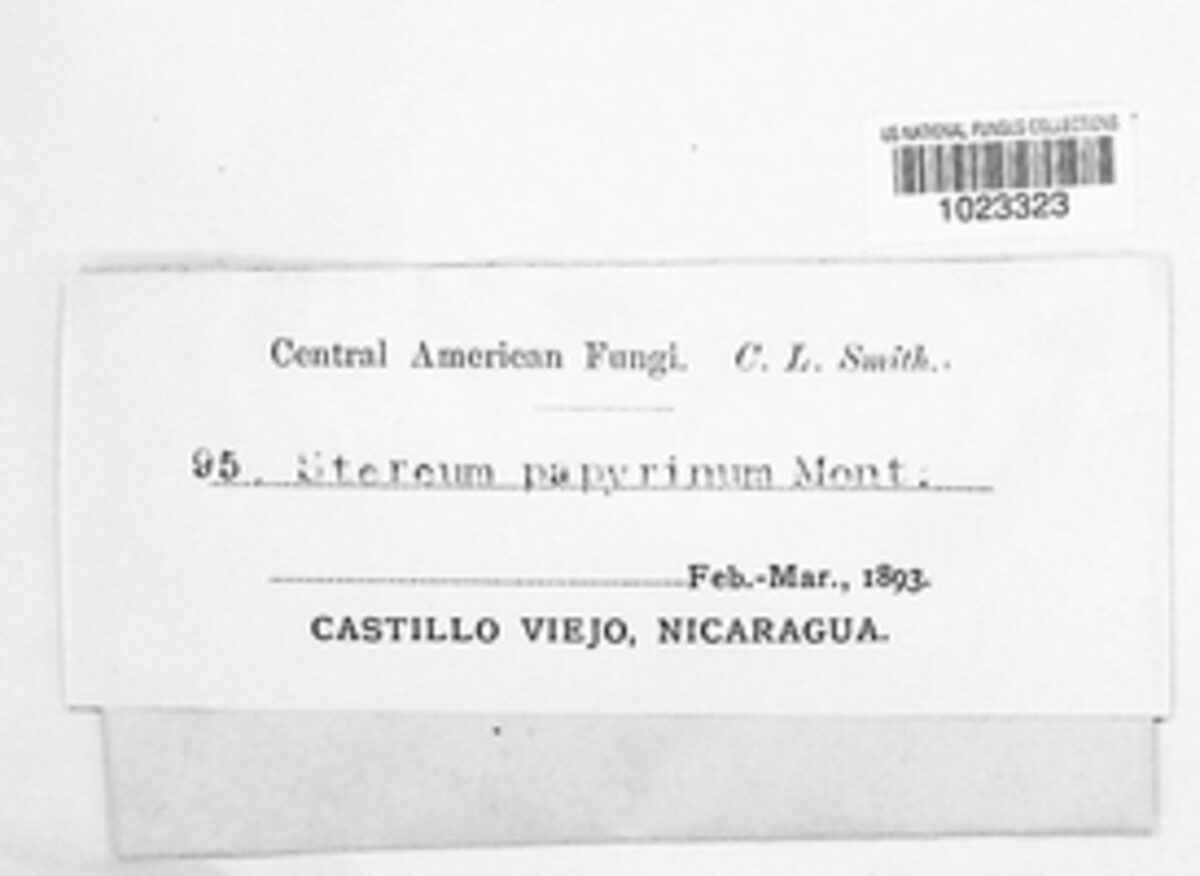 US NATIONAL FUNGUS COLLECTIONS
1023323
Central American Fungi. C. L. Smith.
95. Stereum papyrinum Mont.
Feb.-Mar., 1893.
CASTILLO VIEJO, NICARAGUA.